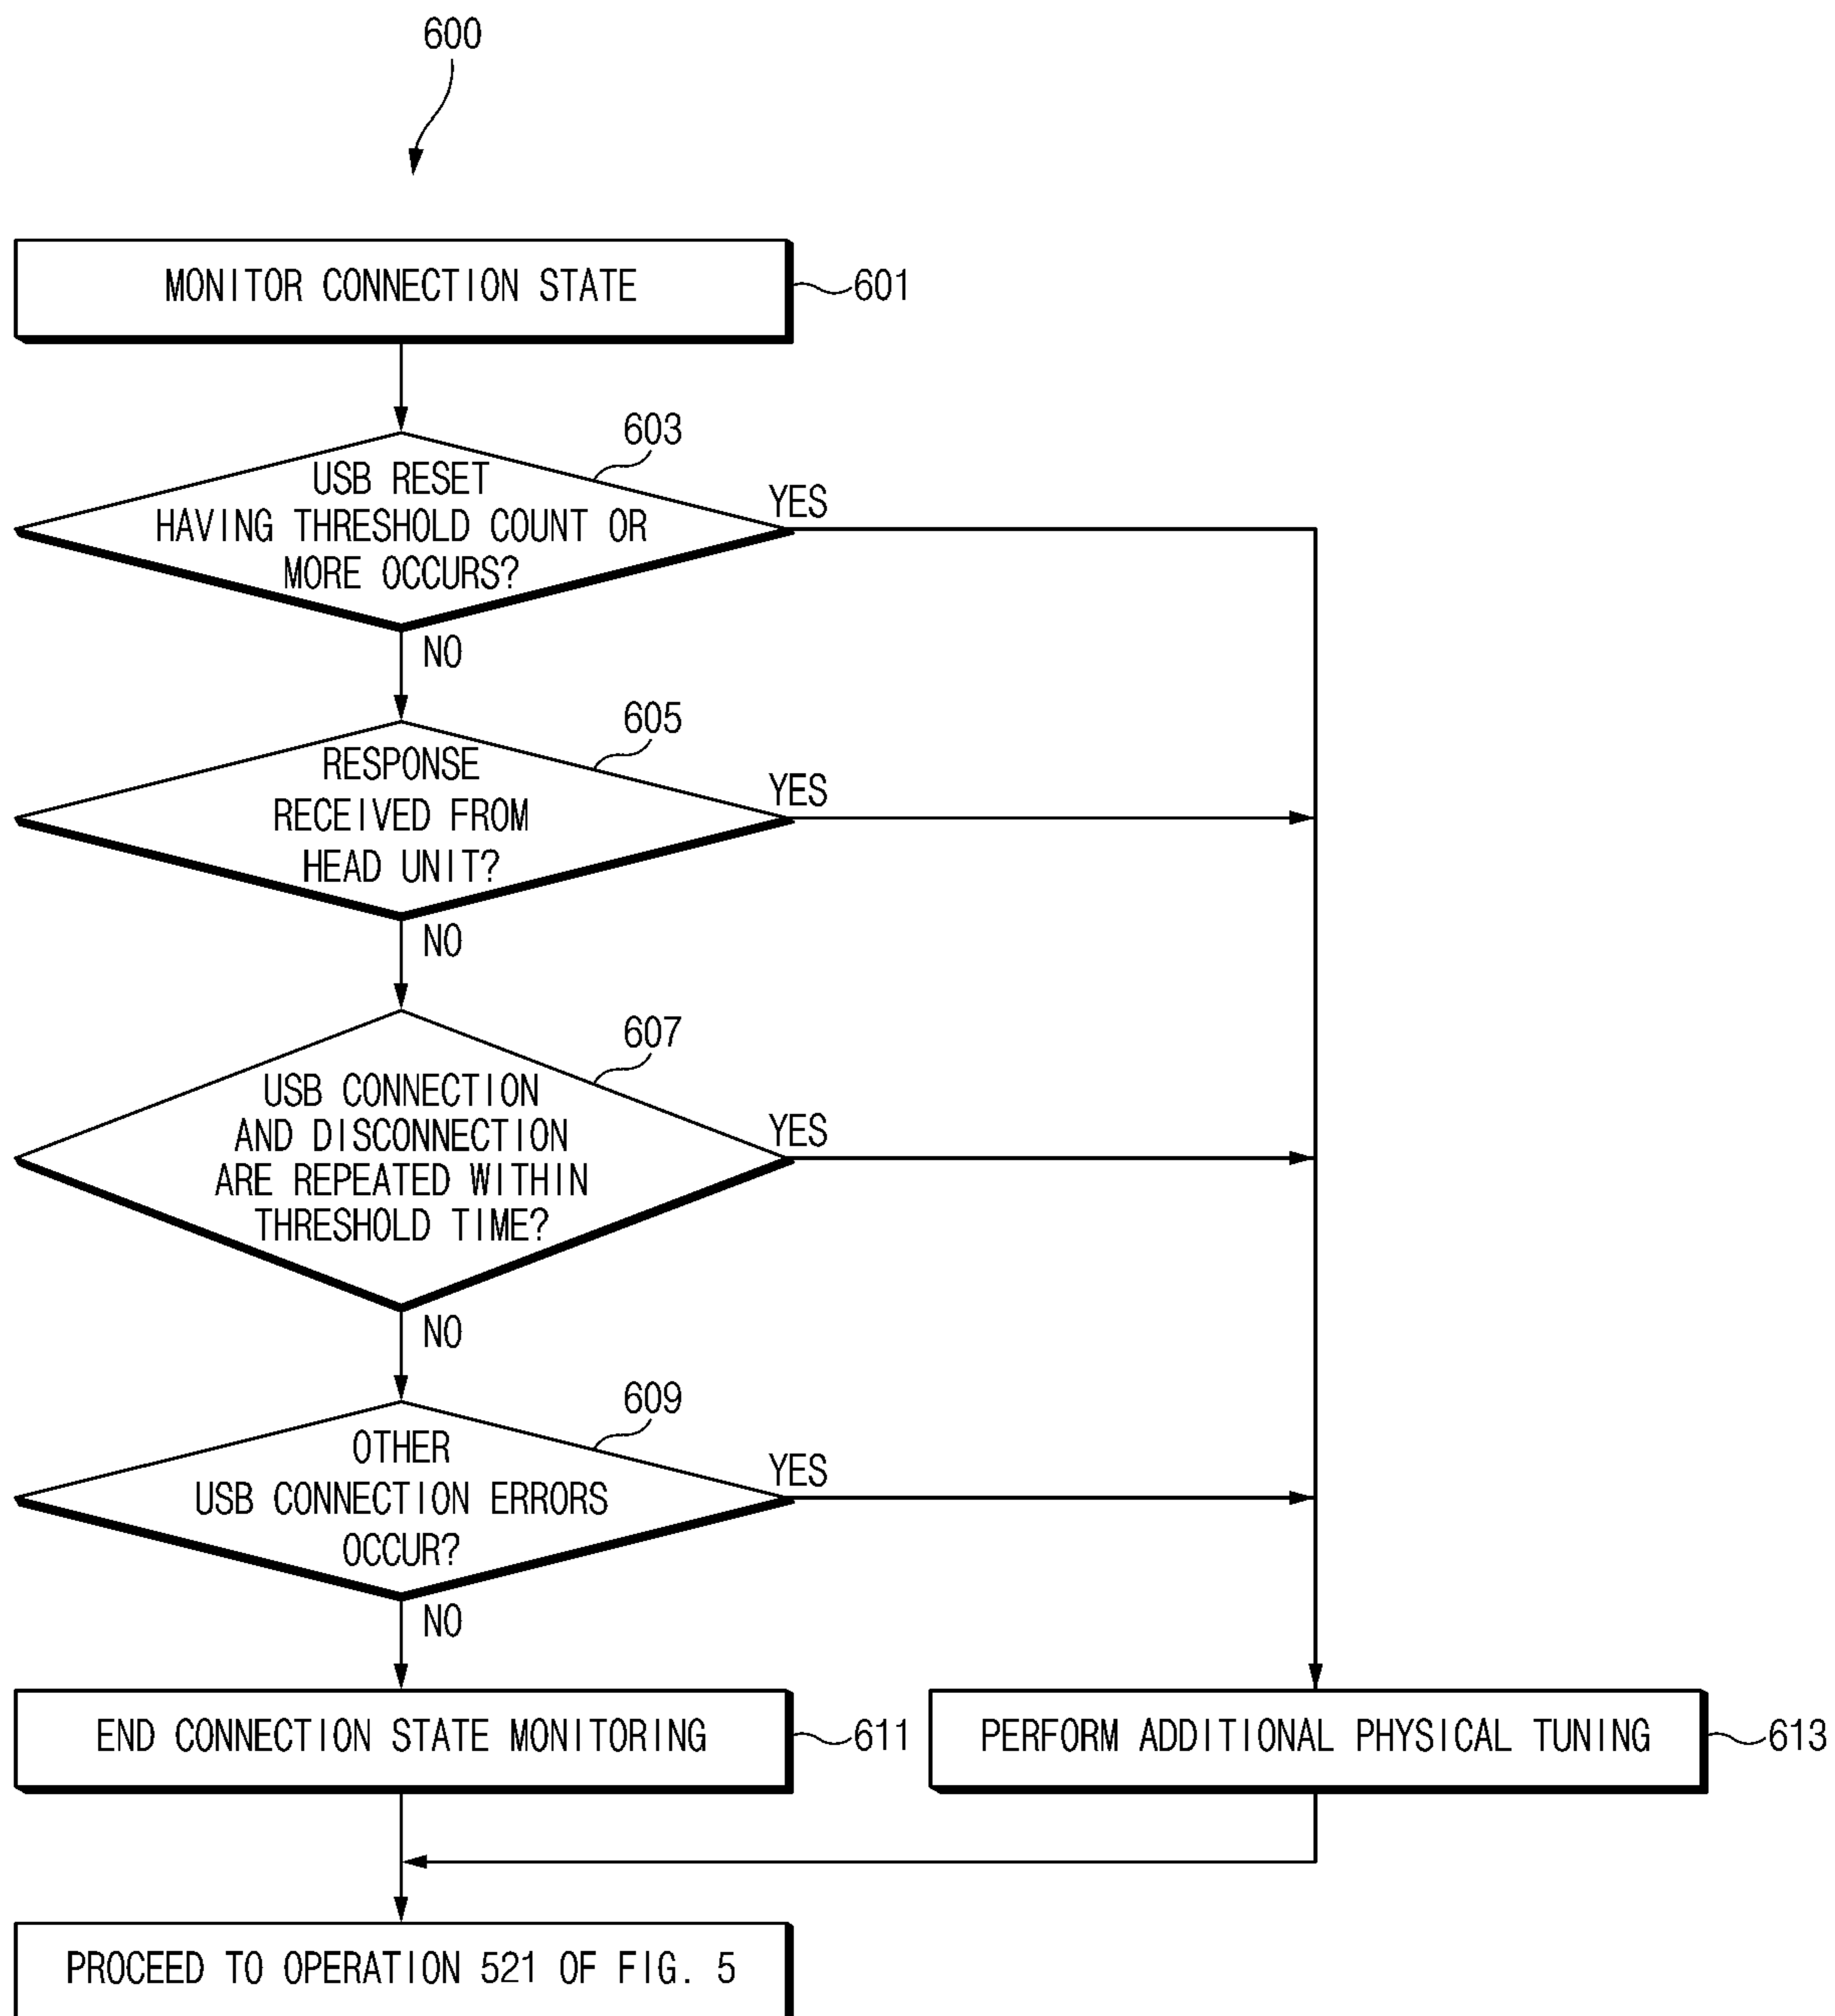 600
MONITOR CONNECTION STATE
601
603
USB RESET
HAVING THRESHOLD COUNT OR
MORE OCCURS?
YES
NO
605
RESPONSE
RECEIVED FROM
HEAD UNIT?
YES
NO
607
USB CONNECTION
AND DISCONNECTION
ARE REPEATED WITHIN
THRESHOLD TIME?
YES
NO
609
OTHER
USB CONNECTION ERRORS
OCCUR?
YES
NO
END CONNECTION STATE MONITORING
611
PERFORM ADDITIONAL PHYSICAL TUNING
613
PROCEED TO OPERATION 521 OF FIG. 5